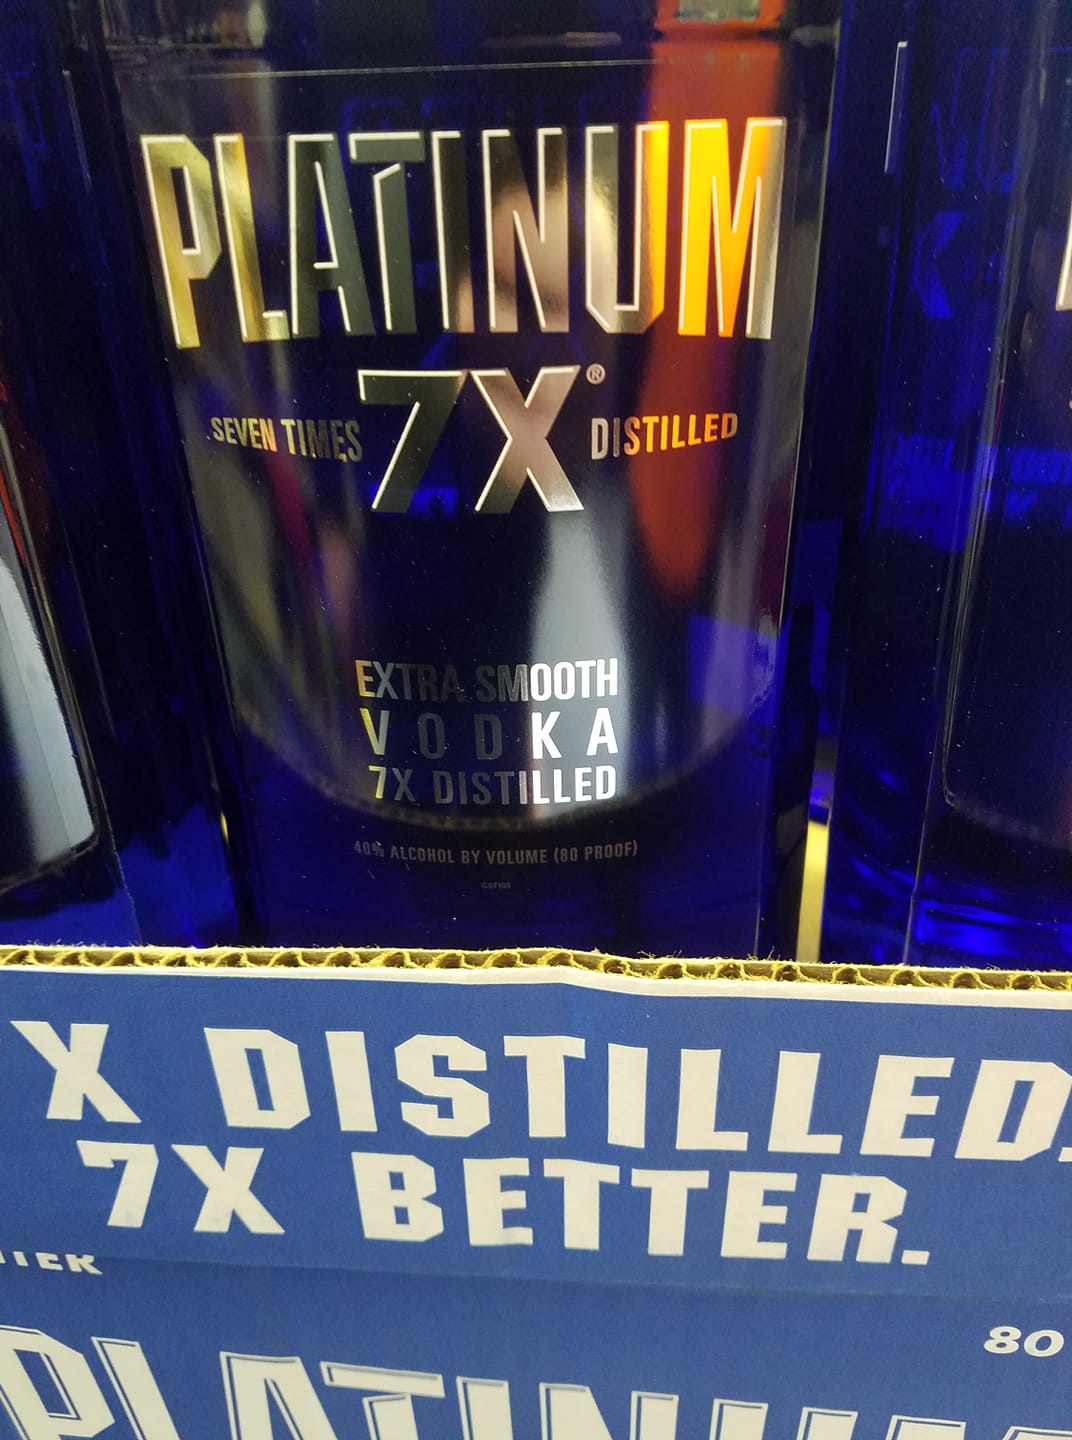 PLATINUM
7X®
SEVEN TIMES DISTILLED
EXTRA SMOOTH
VODKA
7X DISTILLED
40% ALCOHOL BY VOLUME (80 PROOF)
X DISTILLED.
7X BETTER.
80
PLATINUM